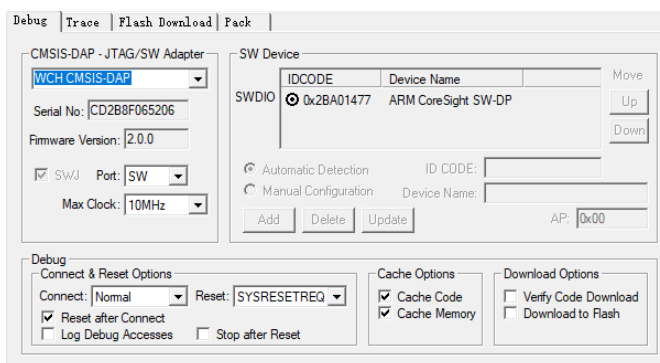 Debug Trace Flash Download Pack
CMSIS-DAP - JTAG/SW Adapter
WCH CMSIS-DAP
Serial No: CD2B8F065206
Firmware Version: 2.0.0
SWJ Port: SW
Max Clock: 10MHz
SW Device
IDCODE Device Name Move
SWDIO 0x2BA01477 ARM CoreSight SW-DP Up
Down
Automatic Detection ID CODE:
Manual Configuration Device Name:
Add Delete Update AP: 0x00
Debug
Connect & Reset Options
Connect: Normal Reset: SYSRESETREQ
Reset after Connect
Log Debug Accesses Stop after Reset
Cache Options
Cache Code
Cache Memory
Download Options
Verify Code Download
Download to Flash